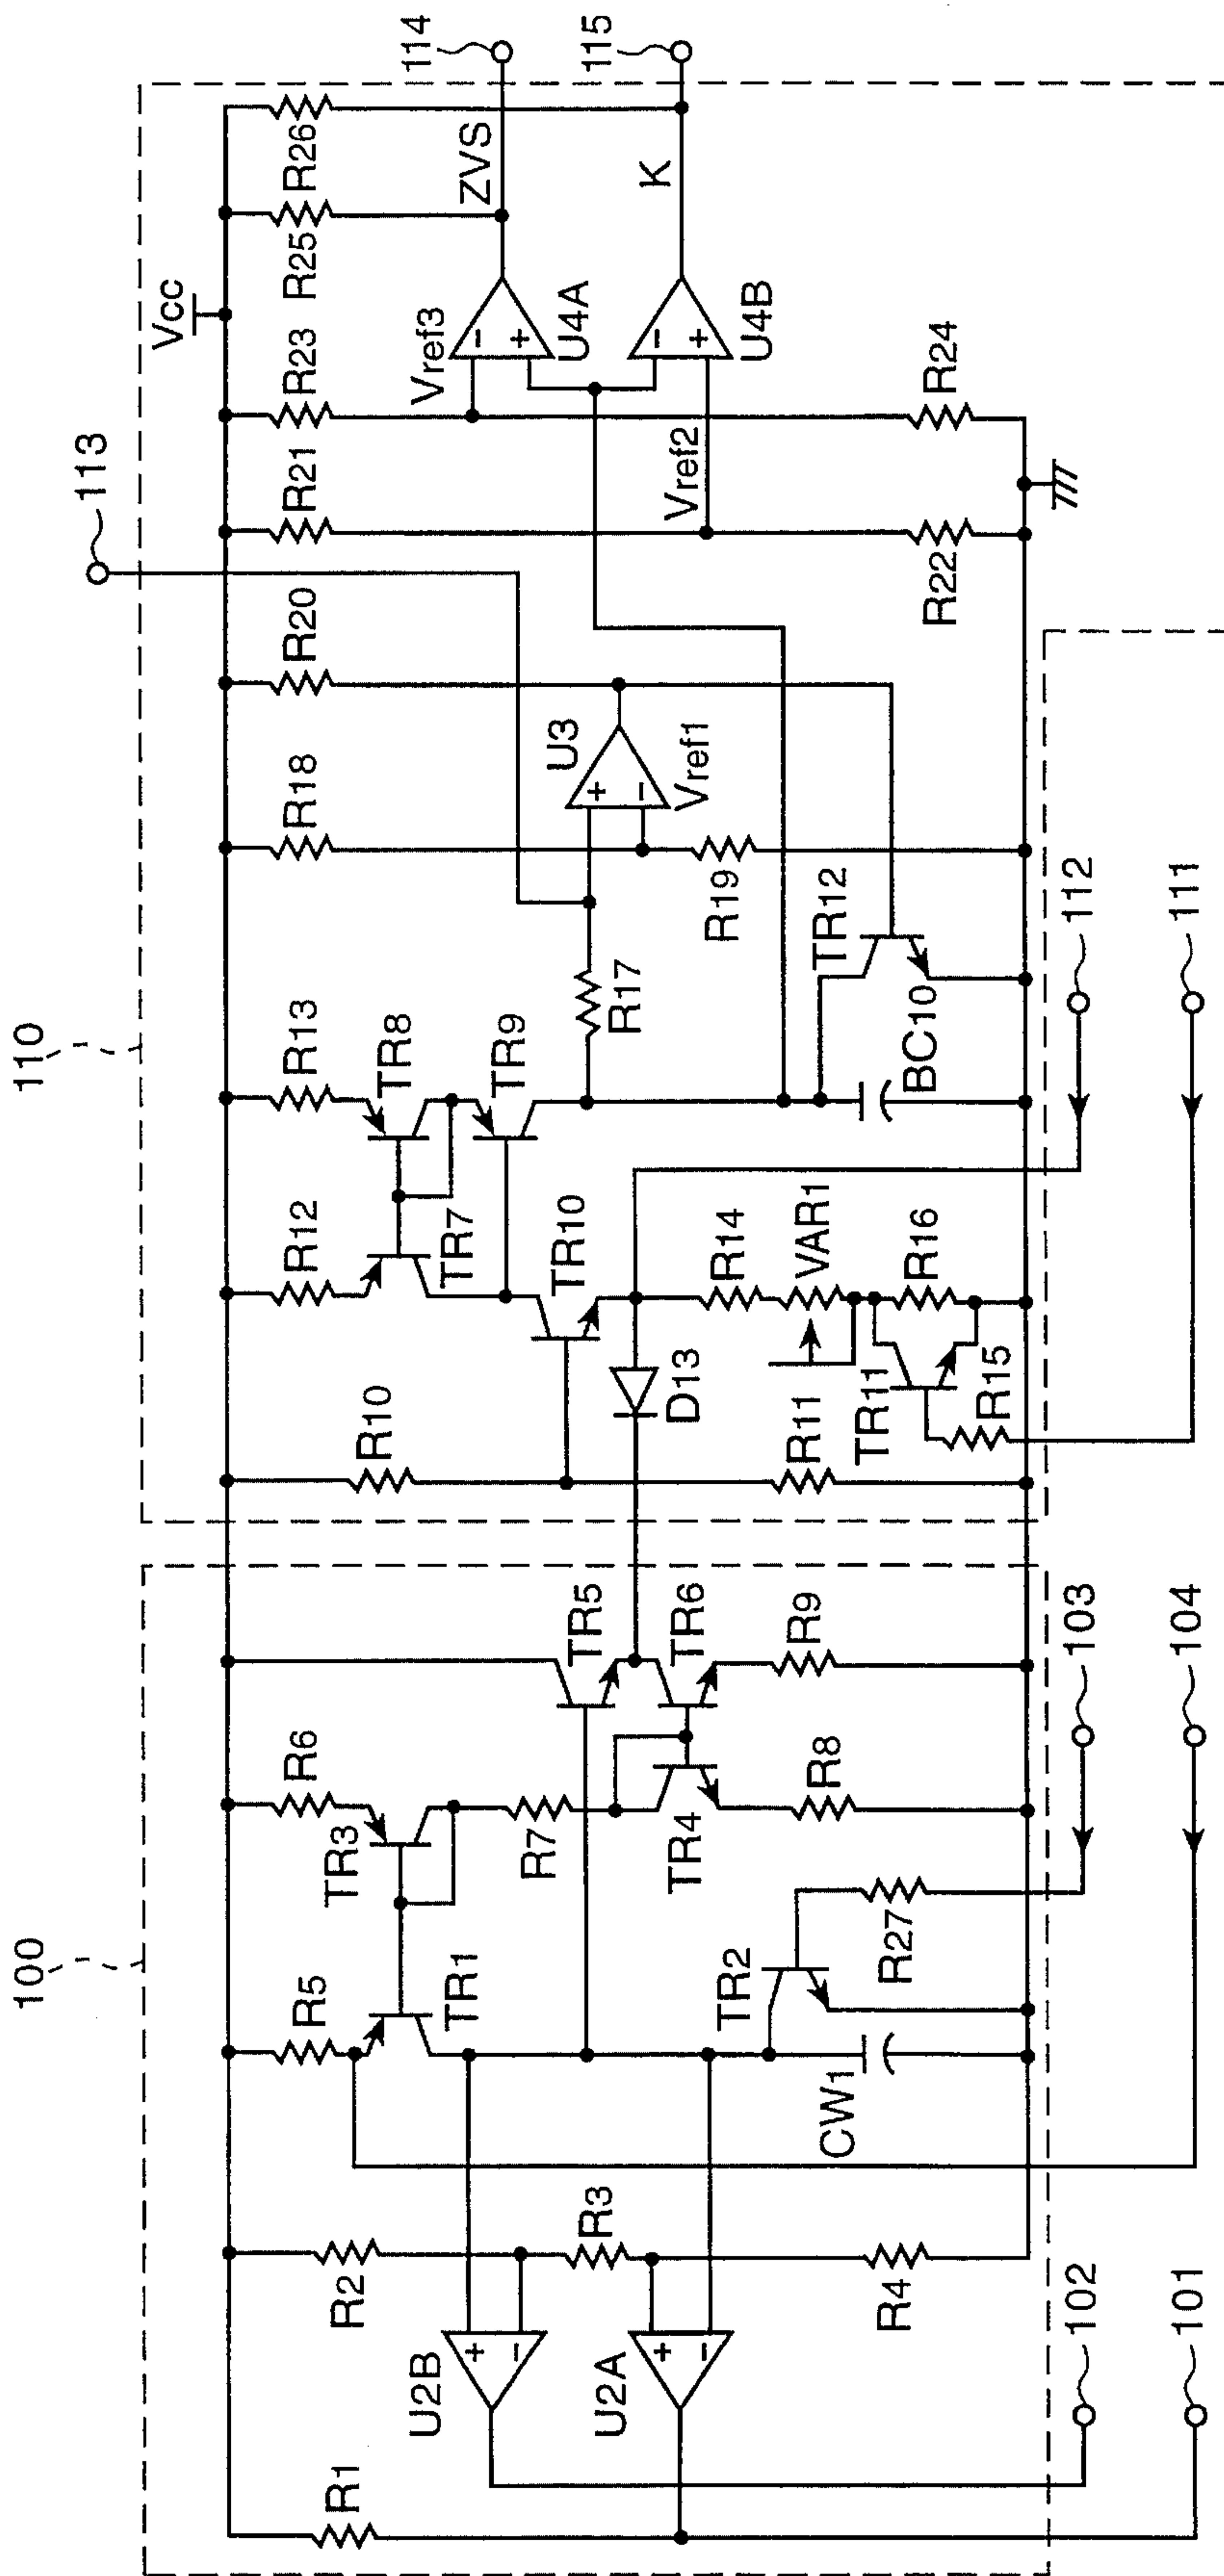 100
110
113
114
115
Vcc
R1
R2
R3
R4
U2B
+
−
U2A
+
−
102
101
R5
TR1
TR3
R6
R7
TR4
R8
TR2
R27
CW1
TR5
TR6
R9
103
104
R10
R11
R12
R13
TR7
TR8
TR9
TR10
D13
R14
VAR1
R16
TR11
R15
R17
TR12
BC10
112
111
R18
R19
R20
U3
+
−
Vref1
R21
R22
R23
R24
Vref3
Vref2
−
+
U4A
−
+
U4B
R25
R26
ZVS
K